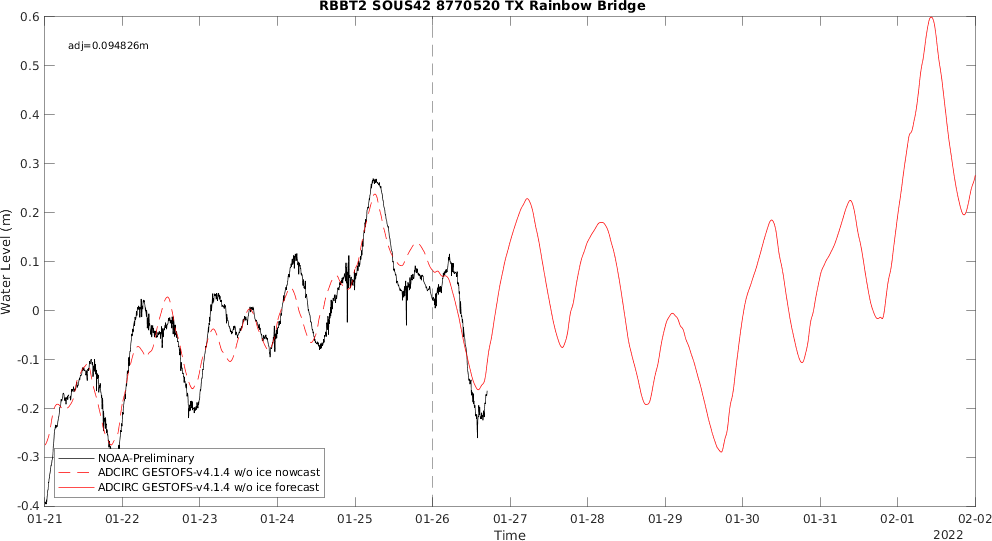 RBBT2 SOUS42 8770520 TX Rainbow Bridge
adj=0.094826m
Water Level (m)
0.6
0.5
0.4
0.3
0.2
0.1
0
-0.1
-0.2
-0.3
-0.4
NOAA-Preliminary
ADCIRC GESTOFS-v4.1.4 w/o ice nowcast
ADCIRC GESTOFS-v4.1.4 w/o ice forecast
01-21 01-22 01-23 01-24 01-25 01-26 01-27 01-28 01-29 01-30 01-31 02-01 02-02
Time
2022